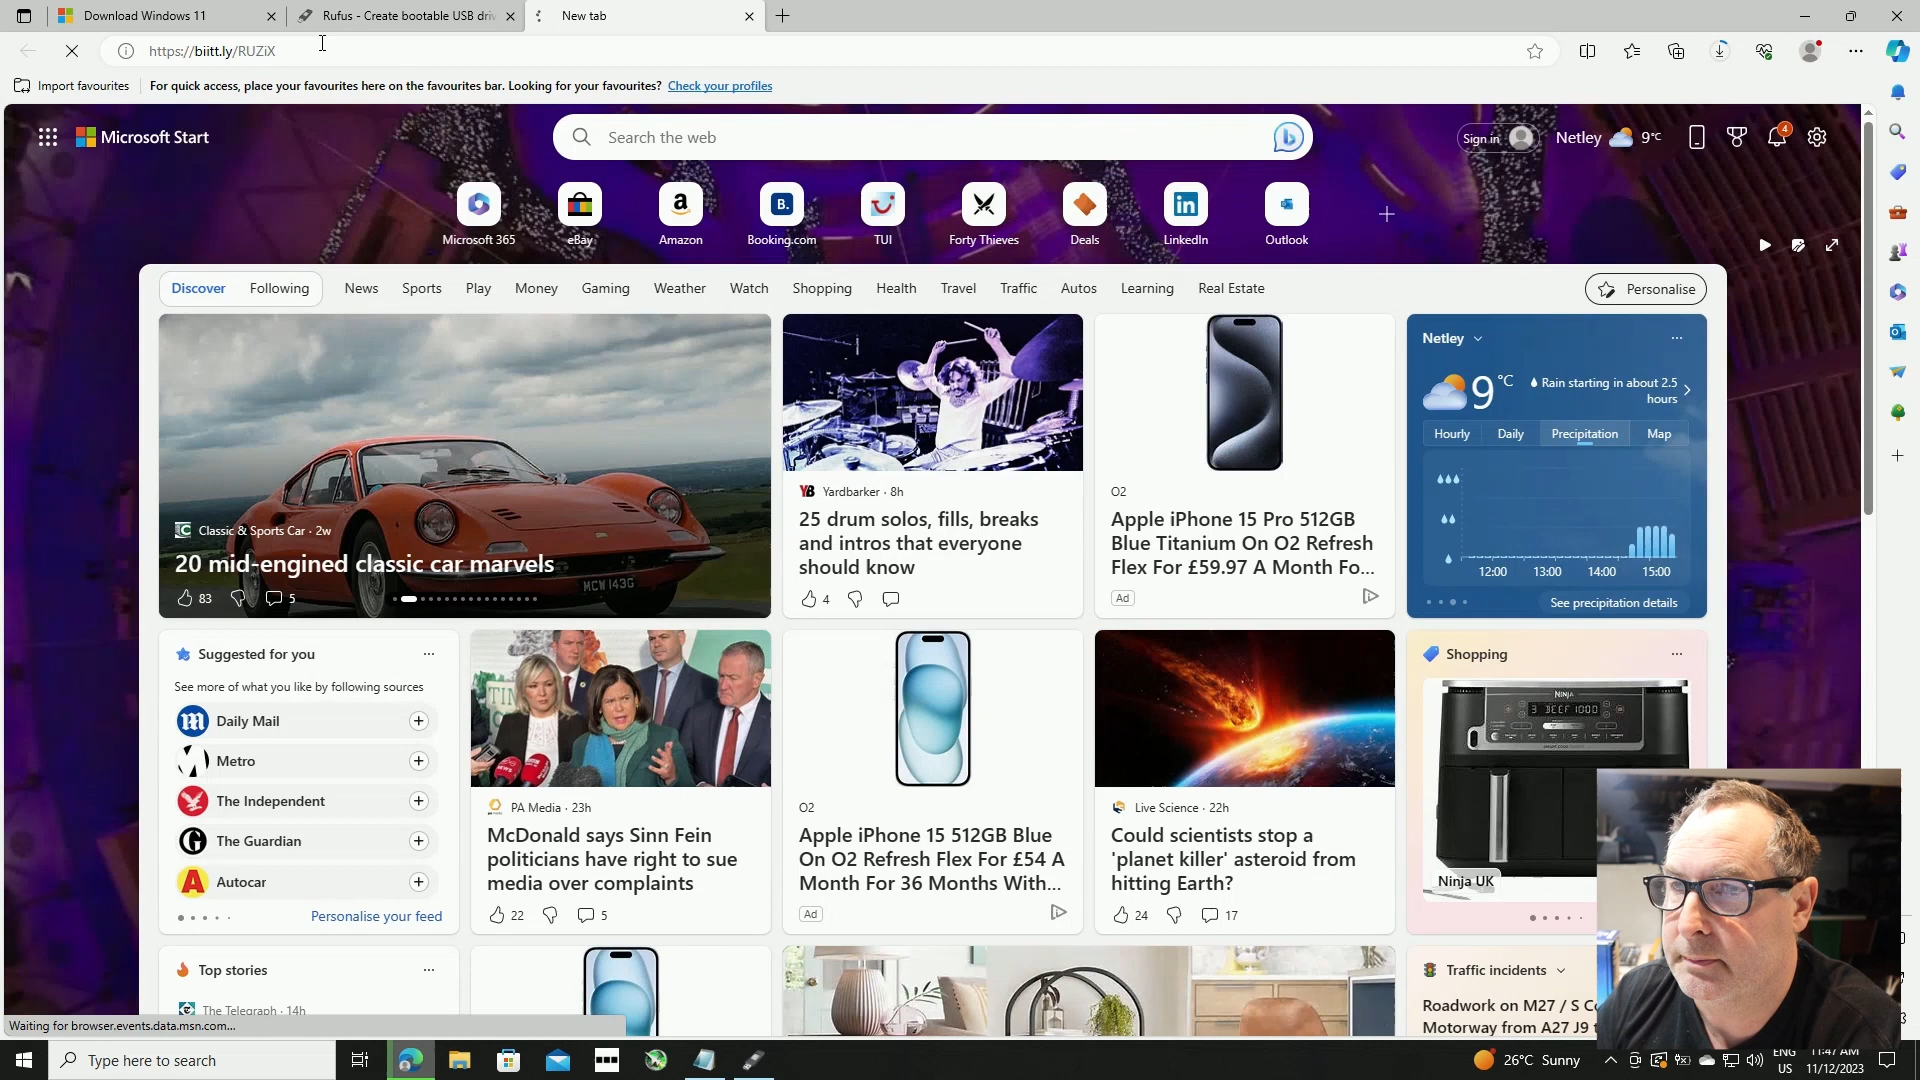 Download Windows 11
Rufus - Create bootable USB driv
New tab
https://biitt.ly/RUZiX
Import favourites
For quick access, place your favourites here on the favourites bar. Looking for your favourites? Check your profiles
Microsoft Start
Search the web
Sign in
Netley
9°C
4
Microsoft 365
eBay
a
Amazon
B.
Booking.com
TUI
Forty Thieves
Deals
in
LinkedIn
Outlook
Discover
Following
News
Sports
Play
Money
Gaming
Weather
Watch
Shopping
Health
Travel
Traffic
Autos
Learning
Real Estate
Personalise
Classic & Sports Car · 2w
20 mid-engined classic car marvels
83
5
MCW 143G
YB Yardbarker · 8h
25 drum solos, fills, breaks
and intros that everyone
should know
4
O2
Apple iPhone 15 Pro 512GB
Blue Titanium On O2 Refresh
Flex For £59.97 A Month Fo...
Ad
Netley
9 °C
Rain starting in about 2.5
hours
Hourly
Daily
Precipitation
Map
12:00
13:00
14:00
15:00
See precipitation details
Suggested for you
See more of what you like by following sources
Daily Mail
Metro
The Independent
The Guardian
Autocar
Personalise your feed
PA Media · 23h
McDonald says Sinn Fein
politicians have right to sue
media over complaints
22
5
O2
Apple iPhone 15 512GB Blue
On O2 Refresh Flex For £54 A
Month For 36 Months With...
Ad
Live Science · 22h
Could scientists stop a
'planet killer' asteroid from
hitting Earth?
24
17
Shopping
NINJA
3 BEEF 1000
Ninja UK
Top stories
The Telegraph · 14h
Traffic incidents
Roadwork on M27 / S
Motorway from A27 J9
Waiting for browser.events.data.msn.com...
Type here to search
26°C Sunny
ENG
US
11:47 AM
11/12/2023